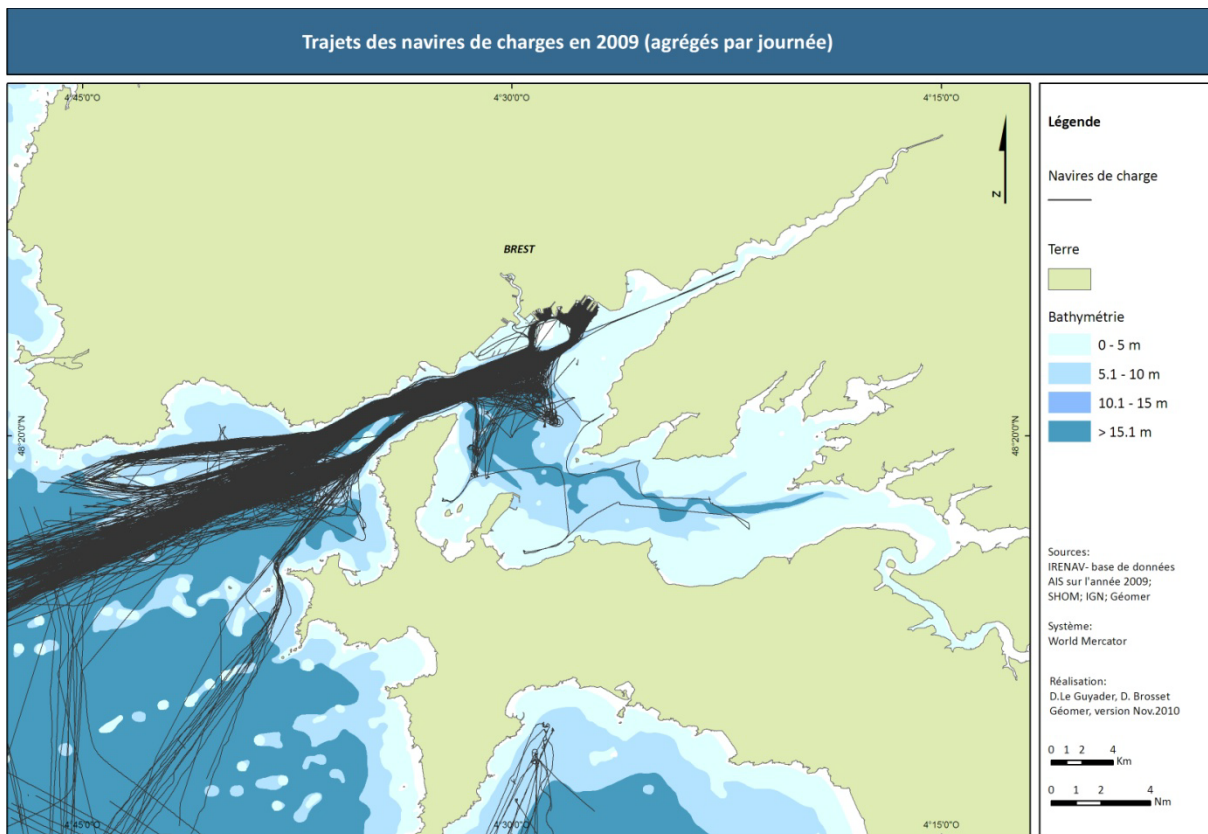 Trajets des navires de charges en 2009 (agrégés par journée)
4°45'0"O
4°30'0"O
4°15'0"O
N
BREST
48°20'0"N
48°20'0"N
4°45'0"O
4°30'0"O
4°15'0"O
Légende
Navires de charge
Terre
Bathymétrie
0 - 5 m
5.1 - 10 m
10.1 - 15 m
> 15.1 m
Sources:
IRENAV- base de données
AIS sur l'année 2009;
SHOM; IGN; Géomer
Système:
World Mercator
Réalisation:
D.Le Guyader, D. Brosset
Géomer, version Nov.2010
0 1 2 4
Km
0 1 2 4
Nm